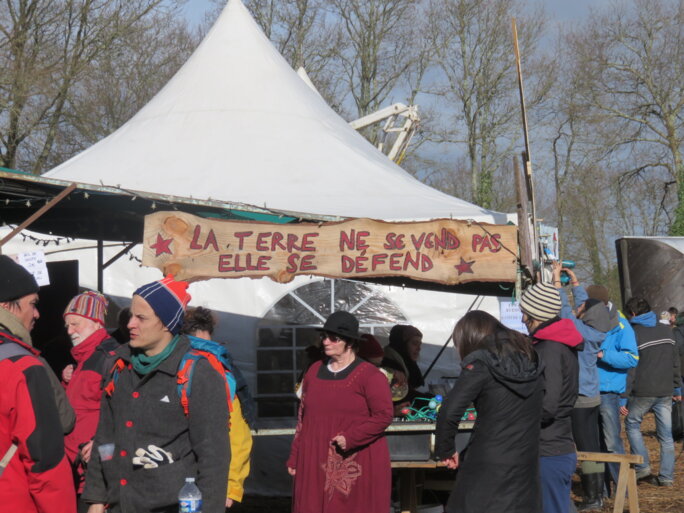 LA TERRE NE SE VEND PAS
ELLE SE DÉFEND